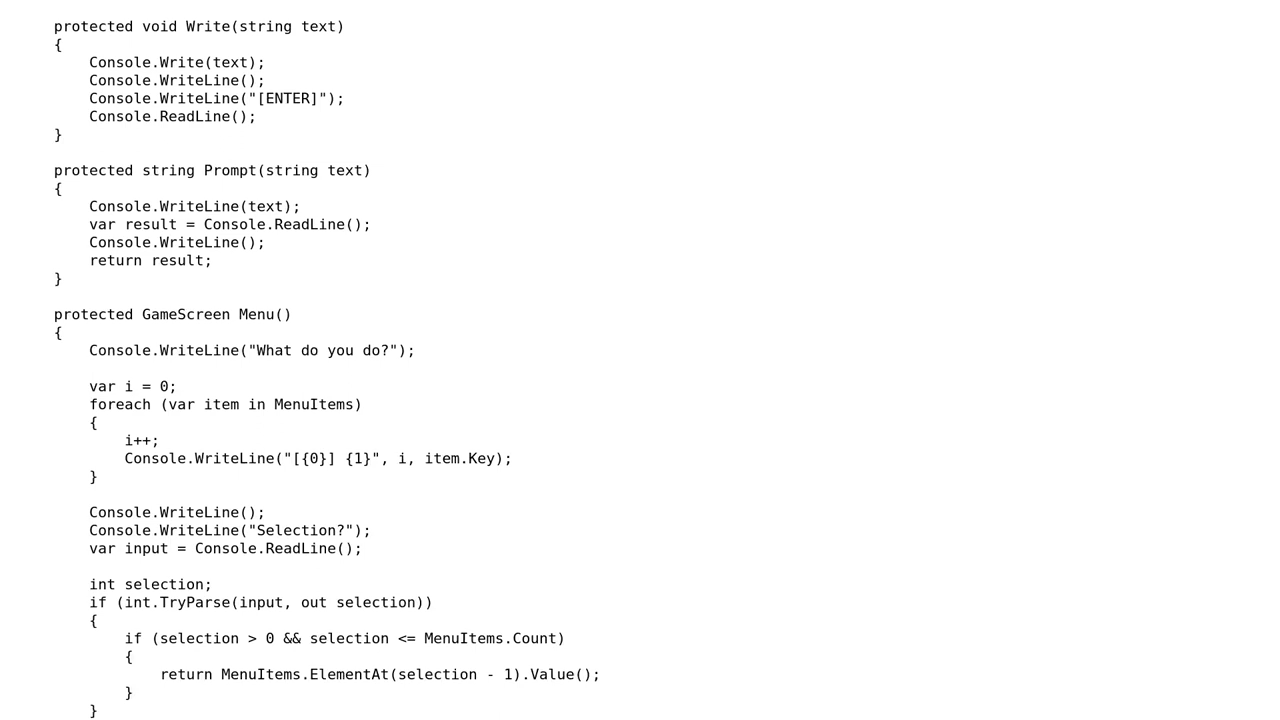 protected void Write(string text)
{
    Console.Write(text);
    Console.WriteLine();
    Console.WriteLine("[ENTER]");
    Console.ReadLine();
}

protected string Prompt(string text)
{
    Console.WriteLine(text);
    var result = Console.ReadLine();
    Console.WriteLine();
    return result;
}

protected GameScreen Menu()
{
    Console.WriteLine("What do you do?");

    var i = 0;
    foreach (var item in MenuItems)
    {
        i++;
        Console.WriteLine("[{0}] {1}", i, item.Key);
    }

    Console.WriteLine();
    Console.WriteLine("Selection?");
    var input = Console.ReadLine();

    int selection;
    if (int.TryParse(input, out selection))
    {
        if (selection > 0 && selection <= MenuItems.Count)
        {
            return MenuItems.ElementAt(selection - 1).Value();
        }
    }